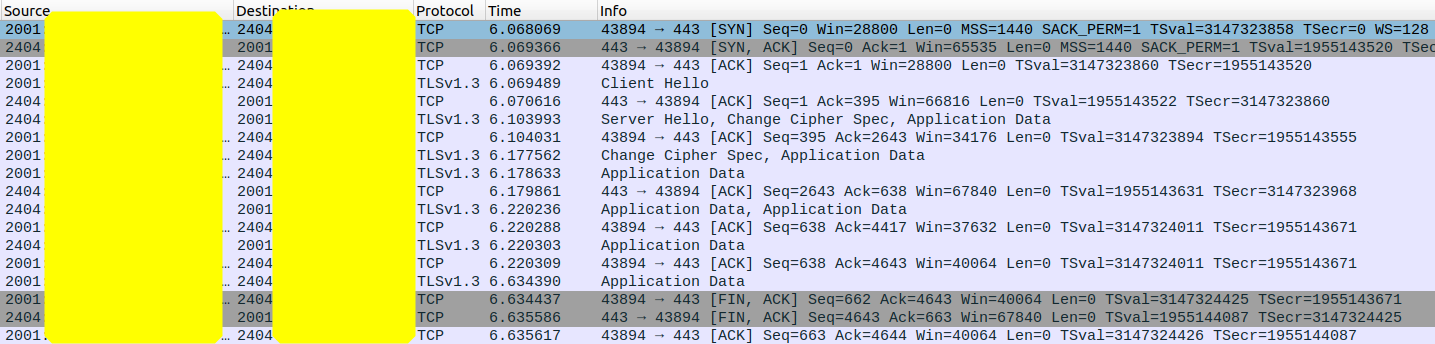 Source Destination Protocol Time Info
2001: … 2404 TCP 6.068069 43894 → 443 [SYN] Seq=0 Win=28800 Len=0 MSS=1440 SACK_PERM=1 TSval=3147323858 TSecr=0 WS=128
2404: … 2001 TCP 6.069366 443 → 43894 [SYN, ACK] Seq=0 Ack=1 Win=65535 Len=0 MSS=1440 SACK_PERM=1 TSval=1955143520 TSec
2001: … 2404 TCP 6.069392 43894 → 443 [ACK] Seq=1 Ack=1 Win=28800 Len=0 TSval=3147323860 TSecr=1955143520
2001: … 2404 TLSv1.3 6.069489 Client Hello
2404: … 2001 TCP 6.070616 443 → 43894 [ACK] Seq=1 Ack=395 Win=66816 Len=0 TSval=1955143522 TSecr=3147323860
2404: … 2001 TLSv1.3 6.103993 Server Hello, Change Cipher Spec, Application Data
2001: … 2404 TCP 6.104031 43894 → 443 [ACK] Seq=395 Ack=2643 Win=34176 Len=0 TSval=3147323894 TSecr=1955143555
2001: … 2404 TLSv1.3 6.177562 Change Cipher Spec, Application Data
2001: … 2404 TLSv1.3 6.178633 Application Data
2404: … 2001 TCP 6.179861 443 → 43894 [ACK] Seq=2643 Ack=638 Win=67840 Len=0 TSval=1955143631 TSecr=3147323968
2404: … 2001 TLSv1.3 6.220236 Application Data, Application Data
2001: … 2404 TCP 6.220288 43894 → 443 [ACK] Seq=638 Ack=4417 Win=37632 Len=0 TSval=3147324011 TSecr=1955143671
2404: … 2001 TLSv1.3 6.220303 Application Data
2001: … 2404 TCP 6.220309 43894 → 443 [ACK] Seq=638 Ack=4643 Win=40064 Len=0 TSval=3147324011 TSecr=1955143671
2001: … 2404 TLSv1.3 6.634390 Application Data
2001: … 2404 TCP 6.634437 43894 → 443 [FIN, ACK] Seq=662 Ack=4643 Win=40064 Len=0 TSval=3147324425 TSecr=1955143671
2404: … 2001 TCP 6.635586 443 → 43894 [FIN, ACK] Seq=4643 Ack=663 Win=67840 Len=0 TSval=1955144087 TSecr=3147324425
2001: … 2404 TCP 6.635617 43894 → 443 [ACK] Seq=663 Ack=4644 Win=40064 Len=0 TSval=3147324426 TSecr=1955144087